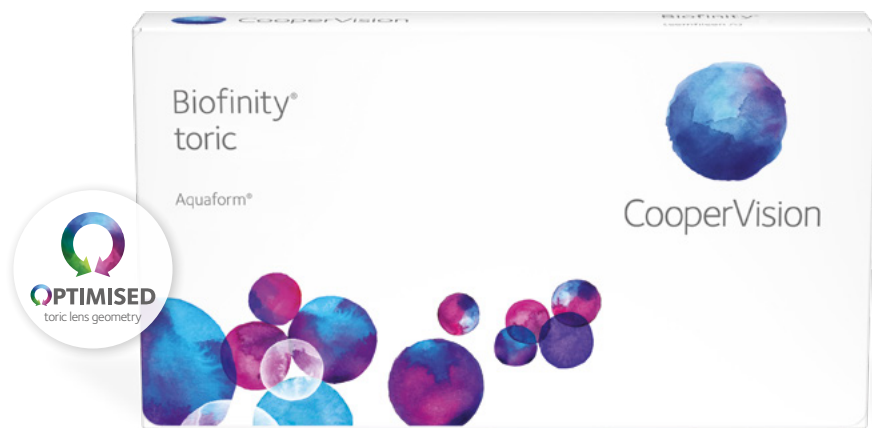 CooperVision
Biofinity®
Biofinity®
toric
Aquaform®
CooperVision
OPTIMISED
toric lens geometry